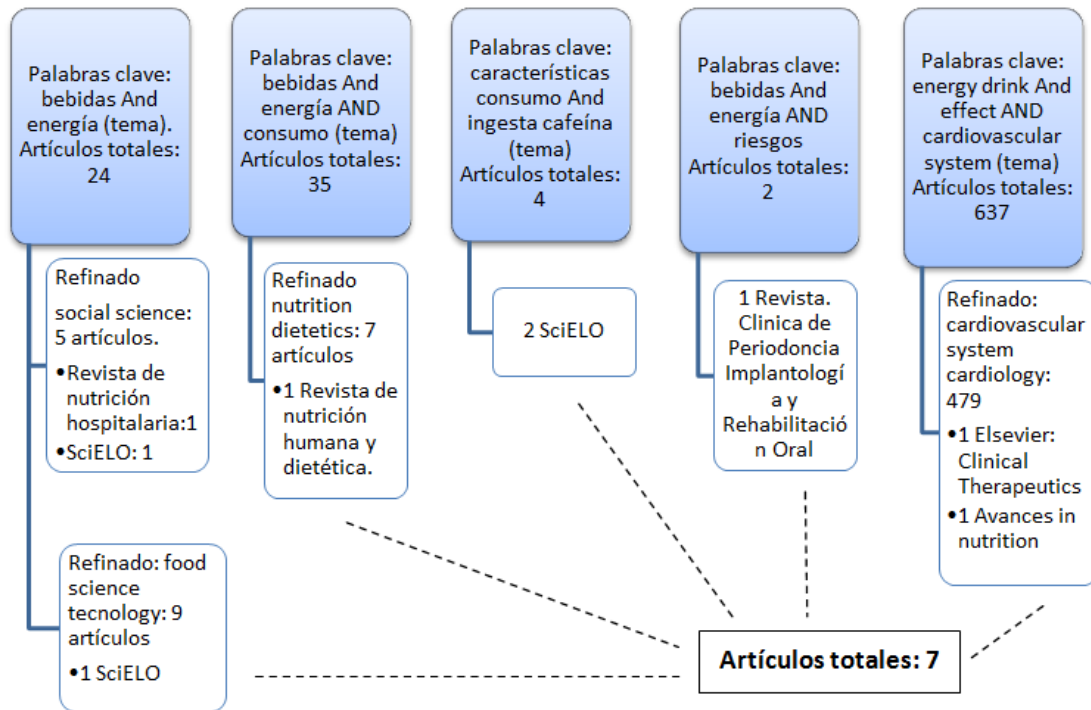 Palabras clave:
bebidas And
energía (tema).
Artículos totales:
24
Palabras clave:
bebidas And
energía AND
consumo (tema)
Artículos totales:
35
Palabras clave:
características
consumo And
ingesta cafeína
(tema)
Artículos totales:
4
Palabras clave:
bebidas And
energía AND
riesgos
Artículos totales:
2
Palabras clave:
energy drink And
effect AND
cardiovascular
system (tema)
Artículos totales:
637
Refinado
social science:
5 artículos.
•Revista de
nutrición
hospitalaria:1
•SciELO: 1
Refinado
nutrition
dietetics: 7
artículos
•1 Revista de
nutrición
humana y
dietética.
2 SciELO
1 Revista.
Clinica de
Periodoncia
Implantologí
a y
Rehabilitació
n Oral
Refinado:
cardiovascular
system
cardiology:
479
•1 Elsevier:
Clinical
Therapeutics
•1 Avances in
nutrition
Refinado: food
science
tecnology: 9
artículos
•1 SciELO
Artículos totales: 7